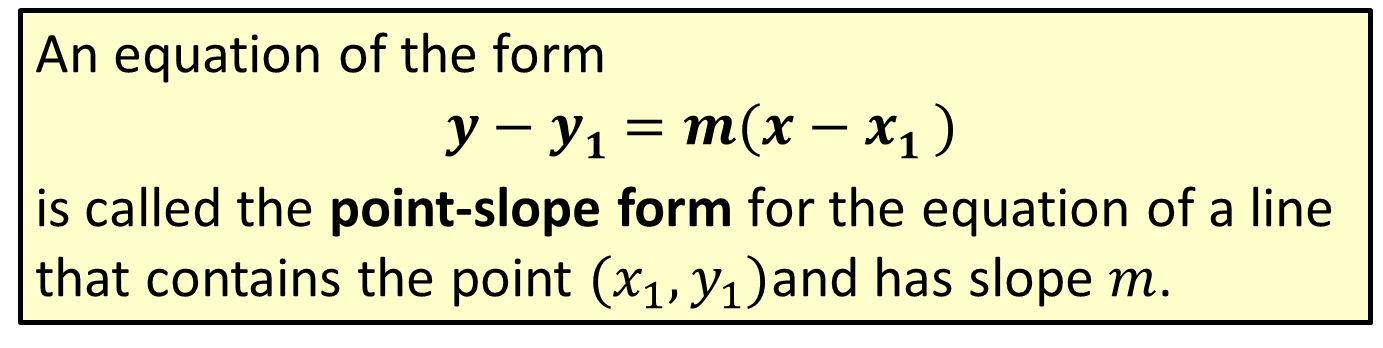 An equation of the form
y − y₁ = m(x − x₁ )
is called the point-slope form for the equation of a line
that contains the point (x₁, y₁)and has slope m.